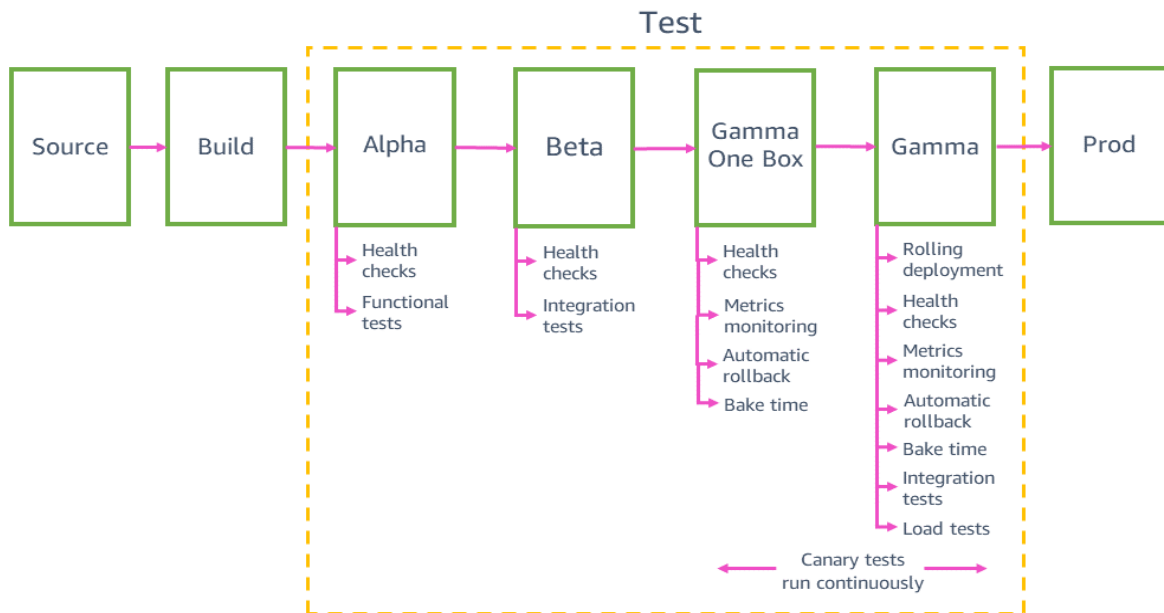 Test
Source
Build
Alpha
Beta
Gamma
One Box
Gamma
Prod
Health
checks
Functional
tests
Health
checks
Integration
tests
Health
checks
Metrics
monitoring
Automatic
rollback
Bake time
Rolling
deployment
Health
checks
Metrics
monitoring
Automatic
rollback
Bake time
Integration
tests
Load tests
Canary tests
run continuously